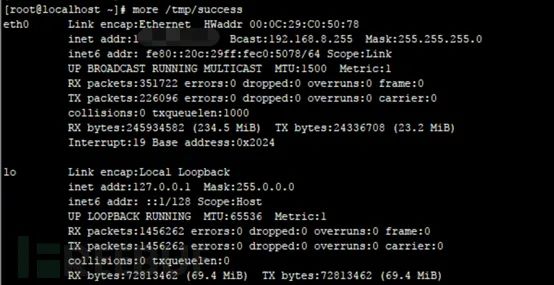 [root@localhost ~]# more /tmp/success
eth0 Link encap:Ethernet HWaddr 00:0C:29:C0:50:78
inet addr:1 Bcast:192.168.8.255 Mask:255.255.255.0
inet6 addr: fe80::20c:29ff:fec0:5078/64 Scope:Link
UP BROADCAST RUNNING MULTICAST MTU:1500 Metric:1
RX packets:351722 errors:0 dropped:0 overruns:0 frame:0
TX packets:226096 errors:0 dropped:0 overruns:0 carrier:0
collisions:0 txqueuelen:1000
RX bytes:245934582 (234.5 MiB) TX bytes:24336708 (23.2 MiB)
Interrupt:19 Base address:0x2024
lo Link encap:Local Loopback
inet addr:127.0.0.1 Mask:255.0.0.0
inet6 addr: ::1/128 Scope:Host
UP LOOPBACK RUNNING MTU:65536 Metric:1
RX packets:1456262 errors:0 dropped:0 overruns:0 frame:0
TX packets:1456262 errors:0 dropped:0 overruns:0 carrier:0
collisions:0 txqueuelen:0
RX bytes:72813462 (69.4 MiB) TX bytes:72813462 (69.4 MiB)